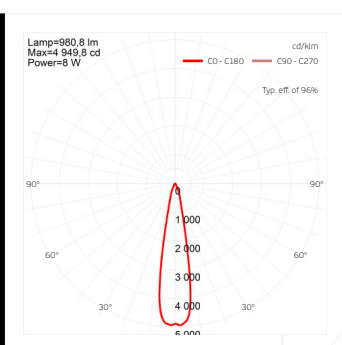 Lamp=980,8 lm
Max=4 949,8 cd
Power=8 W
cd/klm
C0 - C180
C90 - C270
Typ. eff. of 96%
90°
0
90°
1 000
2 000
60°
60°
3 000
30°
4 000
30°
5 000